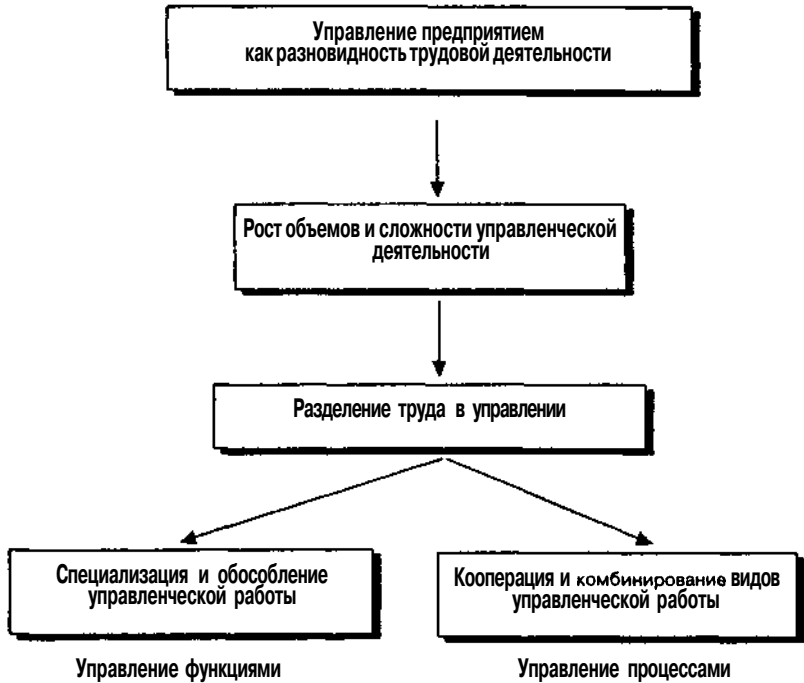 Управление предприятием
как разновидность трудовой деятельности
Рост объемов и сложности управленческой
деятельности
Разделение труда в управлении
Специализация и обособление
управленческой работы
Кооперация и комбинирование видов
управленческой работы
Управление функциями
Управление процессами